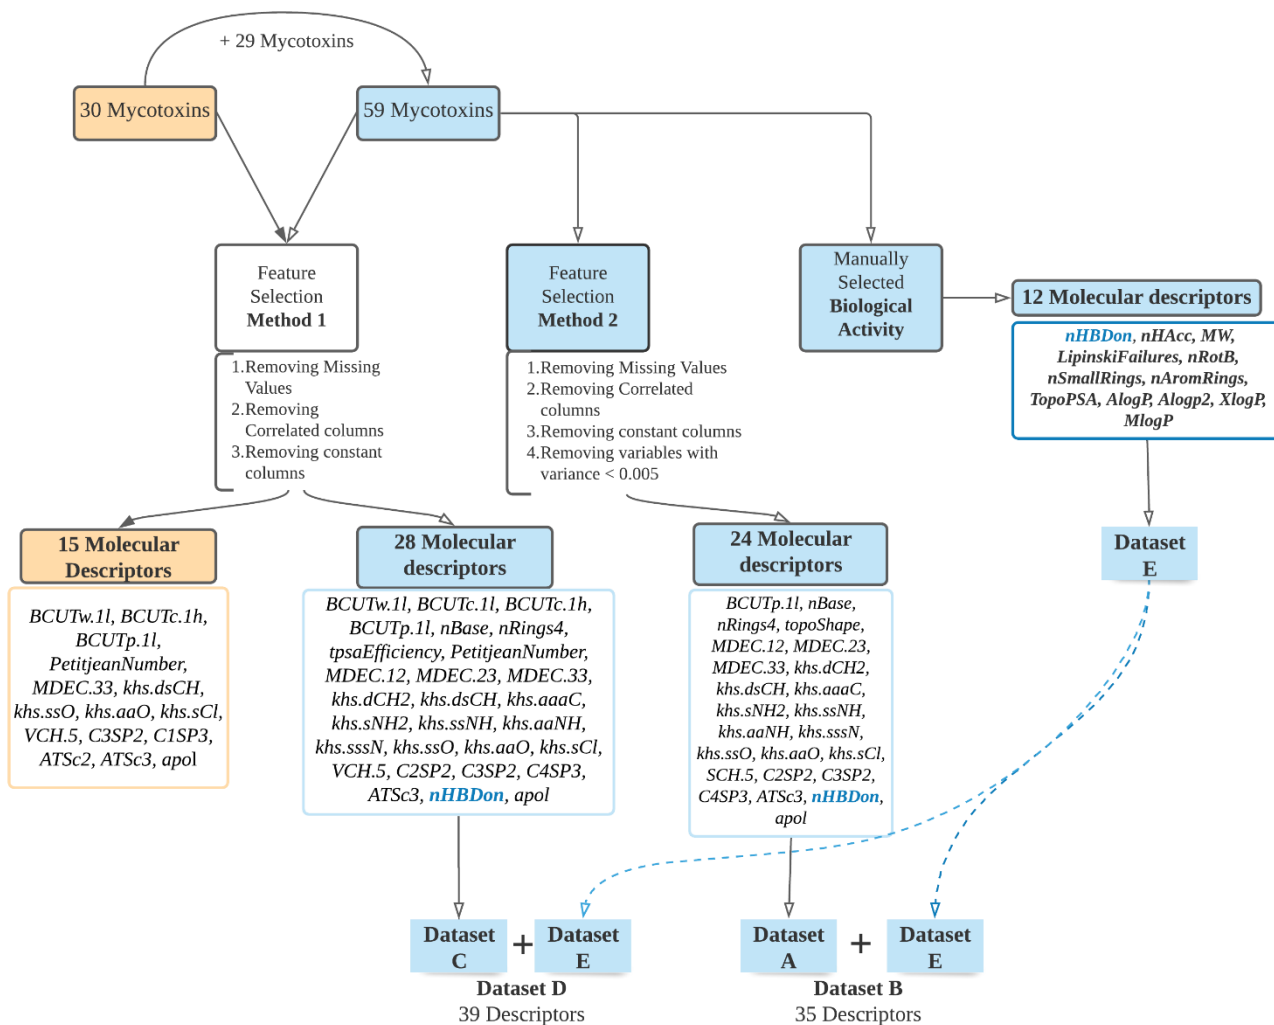 + 29 Mycotoxins
30 Mycotoxins
59 Mycotoxins
Feature
Selection
Method 1
1.Removing Missing
Values
2.Removing
Correlated columns
3.Removing constant
columns
Feature
Selection
Method 2
1.Removing Missing Values
2.Removing Correlated
columns
3.Removing constant columns
4.Removing variables with
variance < 0.005
Manually
Selected
Biological
Activity
12 Molecular descriptors
nHBDon, nHAcc, MW,
LipinskiFailures, nRotB,
nSmallRings, nAromRings,
TopoPSA, AlogP, Alogp2, XlogP,
MlogP
15 Molecular
Descriptors
BCUTw.1l, BCUTc.1h,
BCUTp.1l,
PetitjeanNumber,
MDEC.33, khs.dsCH,
khs.ssO, khs.aaO, khs.sCl,
VCH.5, C3SP2, C1SP3,
ATSc2, ATSc3, apol
28 Molecular
descriptors
BCUTw.1l, BCUTc.1l, BCUTc.1h,
BCUTp.1l, nBase, nRings4,
tpsaEfficiency, PetitjeanNumber,
MDEC.12, MDEC.23, MDEC.33,
khs.dCH2, khs.dsCH, khs.aaaC,
khs.sNH2, khs.ssNH, khs.aaNH,
khs.sssN, khs.ssO, khs.aaO, khs.sCl,
VCH.5, C2SP2, C3SP2, C4SP3,
ATSc3, nHBDon, apol
24 Molecular
descriptors
BCUTp.1l, nBase,
nRings4, topoShape,
MDEC.12, MDEC.23,
MDEC.33, khs.dCH2,
khs.dsCH, khs.aaaC,
khs.sNH2, khs.ssNH,
khs.aaNH, khs.sssN,
khs.ssO, khs.aaO, khs.sCl,
SCH.5, C2SP2, C3SP2,
C4SP3, ATSc3, nHBDon,
apol
Dataset
E
Dataset
C
+
Dataset
E
Dataset D
39 Descriptors
Dataset
A
+
Dataset
E
Dataset B
35 Descriptors